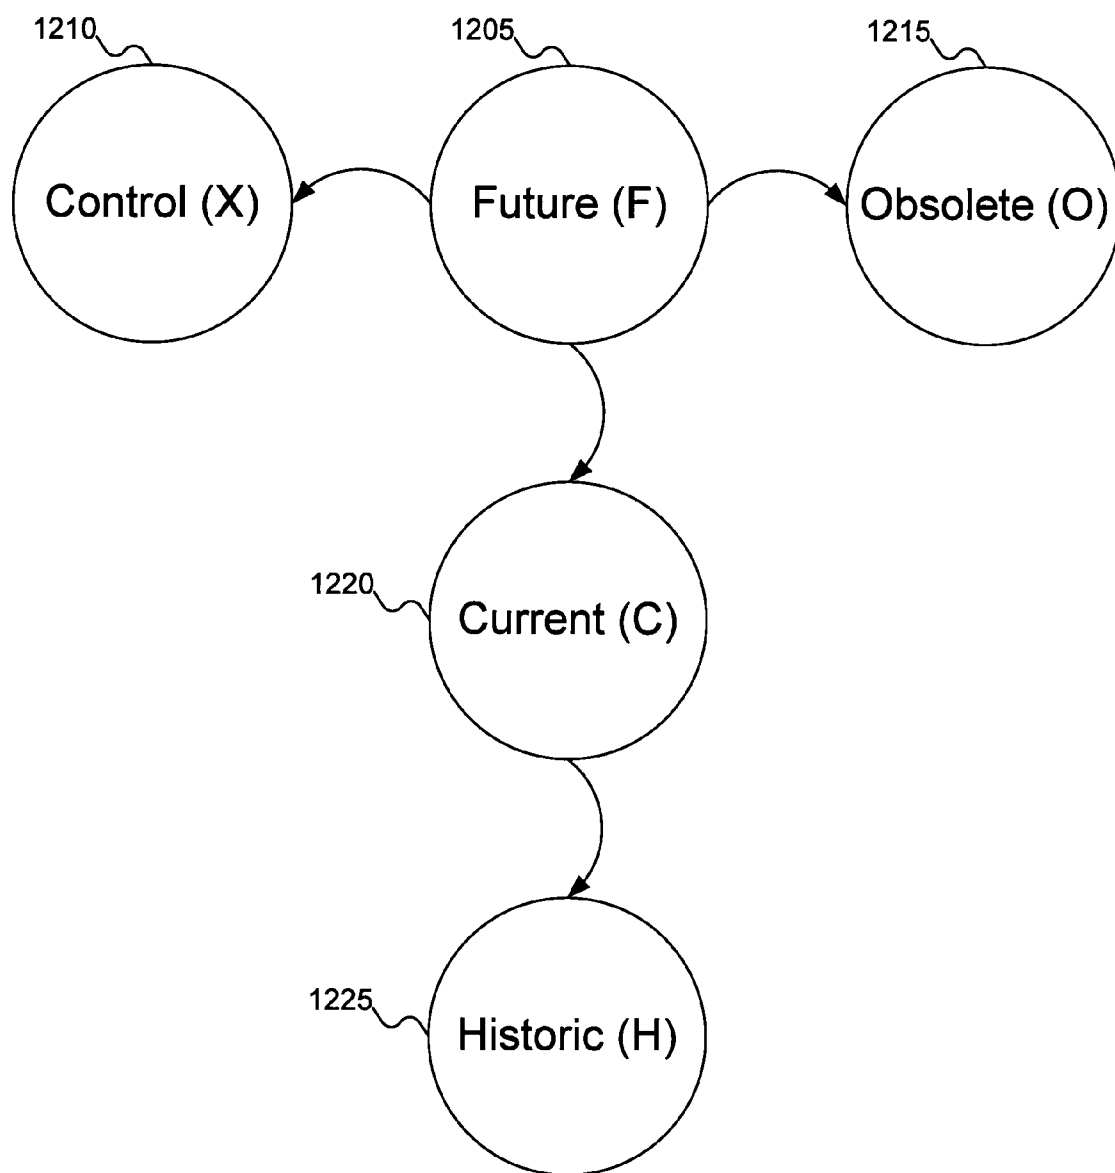 1210
1205
1215
Control (X)
Future (F)
Obsolete (O)
1220
Current (C)
1225
Historic (H)